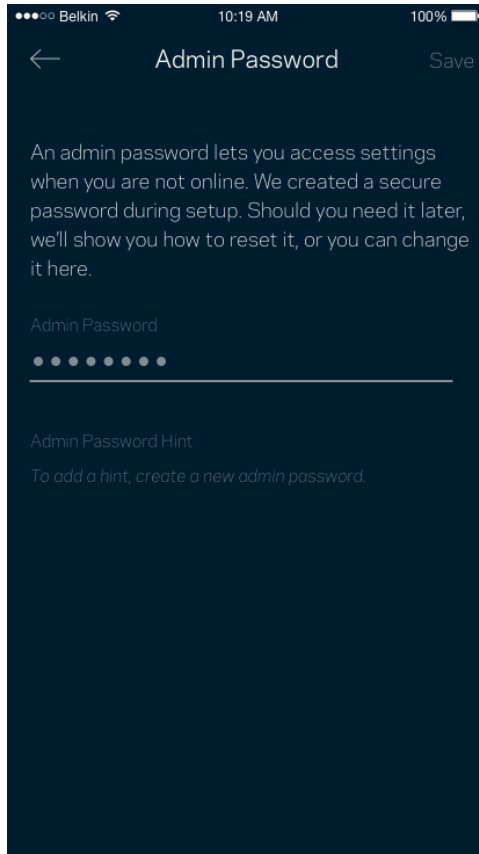 ●●●○○ Belkin 10:19 AM 100%
← Admin Password Save
An admin password lets you access settings
when you are not online. We created a secure
password during setup. Should you need it later,
we'll show you how to reset it, or you can change
it here.
Admin Password
●●●●●●●●
Admin Password Hint
To add a hint, create a new admin password.